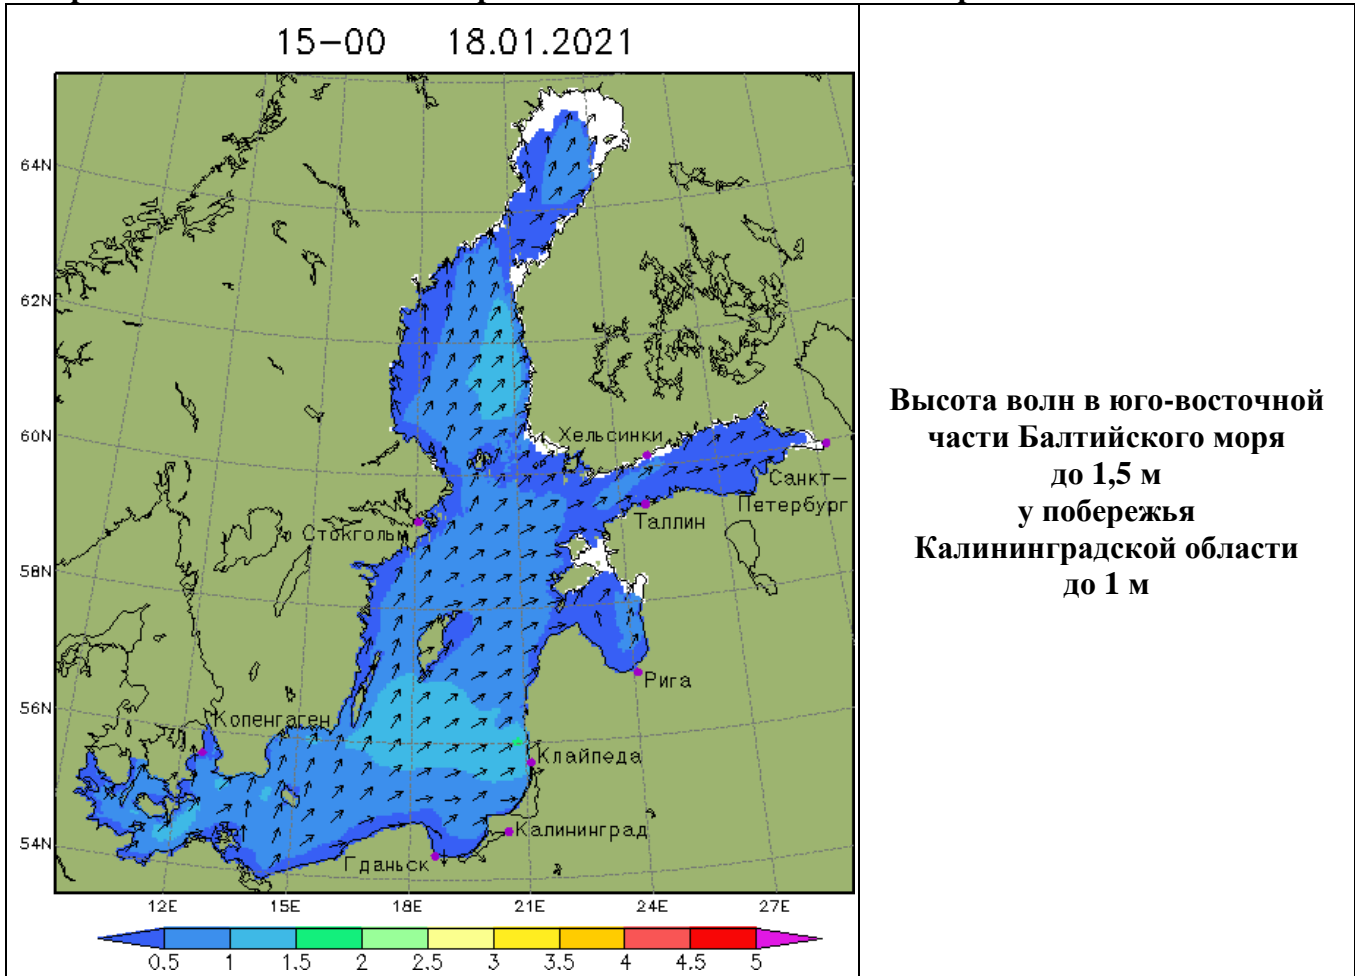 15-00 18.01.2021
64N
62N
60N
58N
56N
54N
Хельсинки
Санкт-
Петербург
Таллин
Стокгольм
Рига
Копенгаген
Клайпеда
Калининград
Гданьск
12E 15E 18E 21E 24E 27E
0.5 1 1.5 2 2.5 3 3.5 4 4.5 5
Высота волн в юго-восточной
части Балтийского моря
до 1,5 м
у побережья
Калининградской области
до 1 м